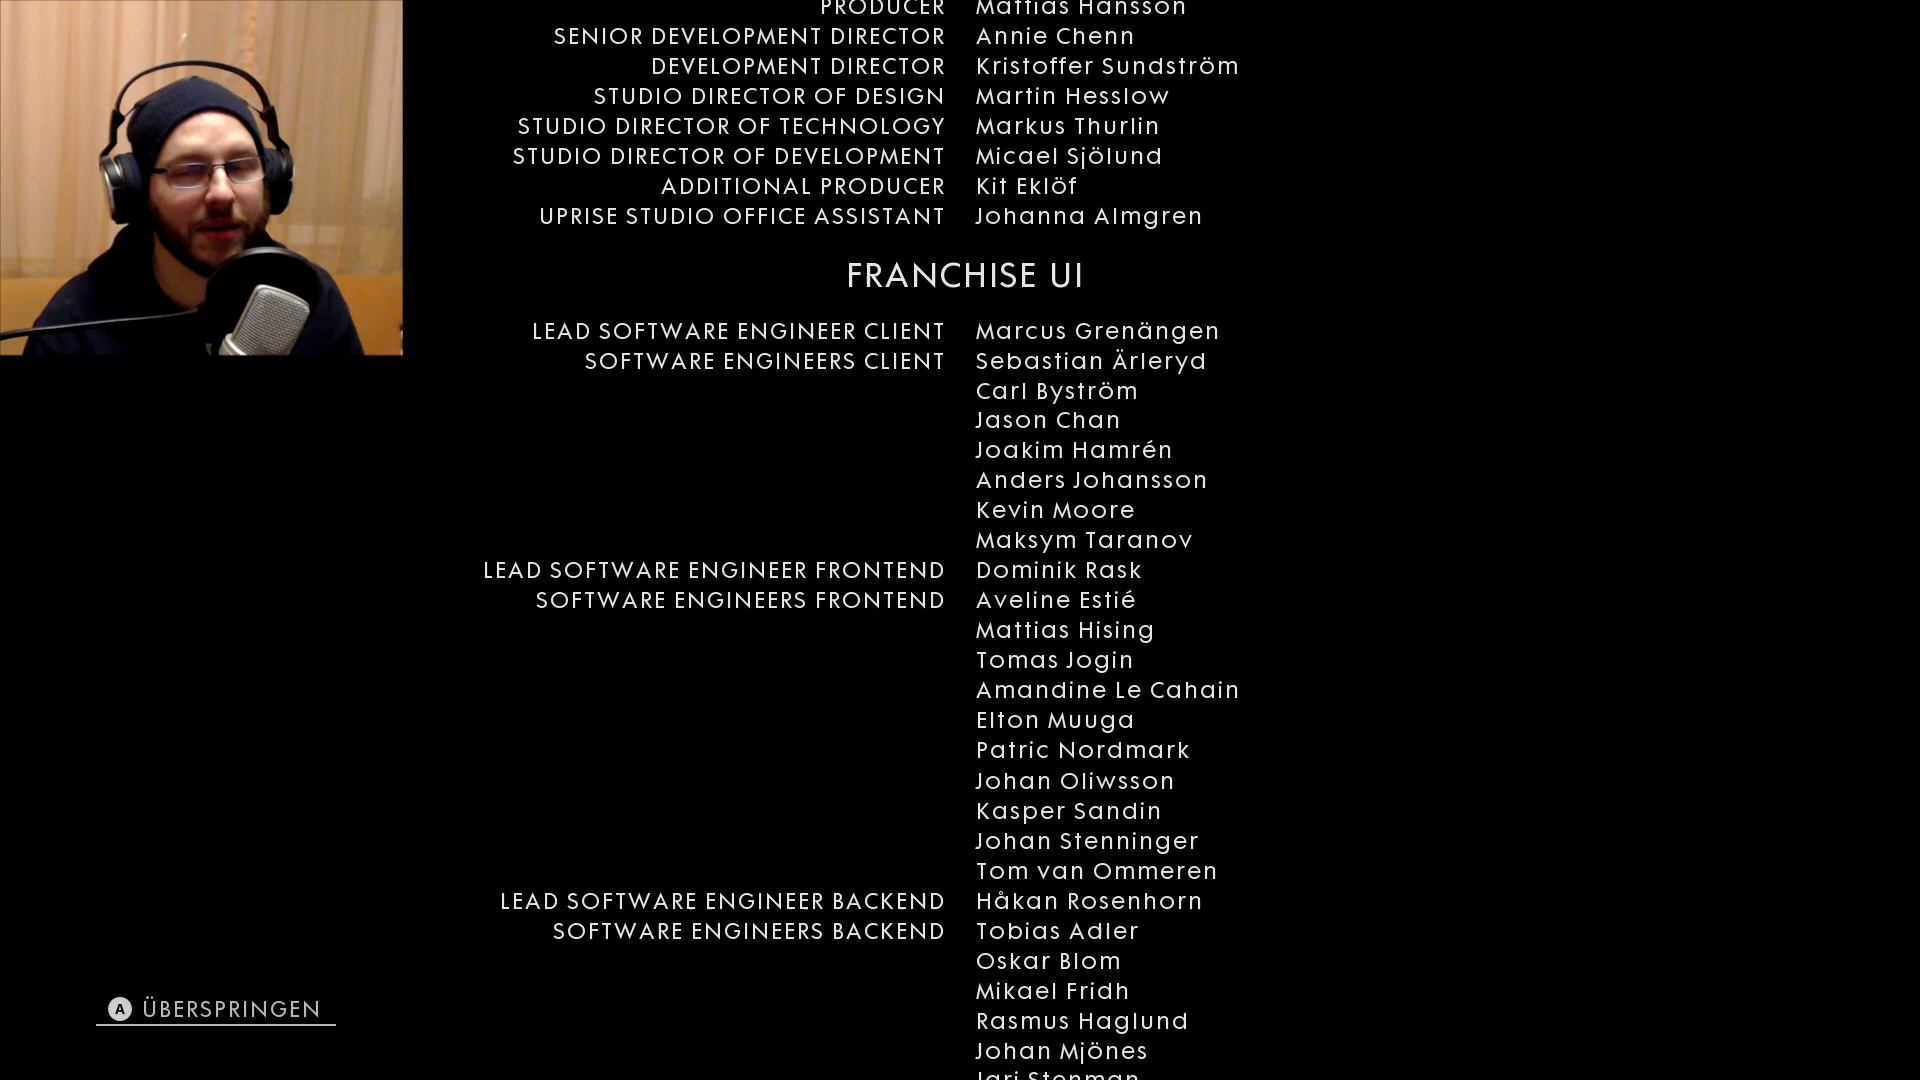 PRODUCER Mattias Hansson
SENIOR DEVELOPMENT DIRECTOR Annie Chenn
DEVELOPMENT DIRECTOR Kristoffer Sundström
STUDIO DIRECTOR OF DESIGN Martin Hesslow
STUDIO DIRECTOR OF TECHNOLOGY Markus Thurlin
STUDIO DIRECTOR OF DEVELOPMENT Micael Sjölund
ADDITIONAL PRODUCER Kit Eklöf
UPRISE STUDIO OFFICE ASSISTANT Johanna Almgren
FRANCHISE UI
LEAD SOFTWARE ENGINEER CLIENT Marcus Grenängen
SOFTWARE ENGINEERS CLIENT Sebastian Ärleryd
Carl Byström
Jason Chan
Joakim Hamrén
Anders Johansson
Kevin Moore
Maksym Taranov
LEAD SOFTWARE ENGINEER FRONTEND Dominik Rask
SOFTWARE ENGINEERS FRONTEND Aveline Estié
Mattias Hising
Tomas Jogin
Amandine Le Cahain
Elton Muuga
Patric Nordmark
Johan Oliwsson
Kasper Sandin
Johan Stenninger
Tom van Ommeren
LEAD SOFTWARE ENGINEER BACKEND Håkan Rosenhorn
SOFTWARE ENGINEERS BACKEND Tobias Adler
Oskar Blom
Mikael Fridh
Rasmus Haglund
Johan Mjönes
Jari Stenman
A ÜBERSPRINGEN